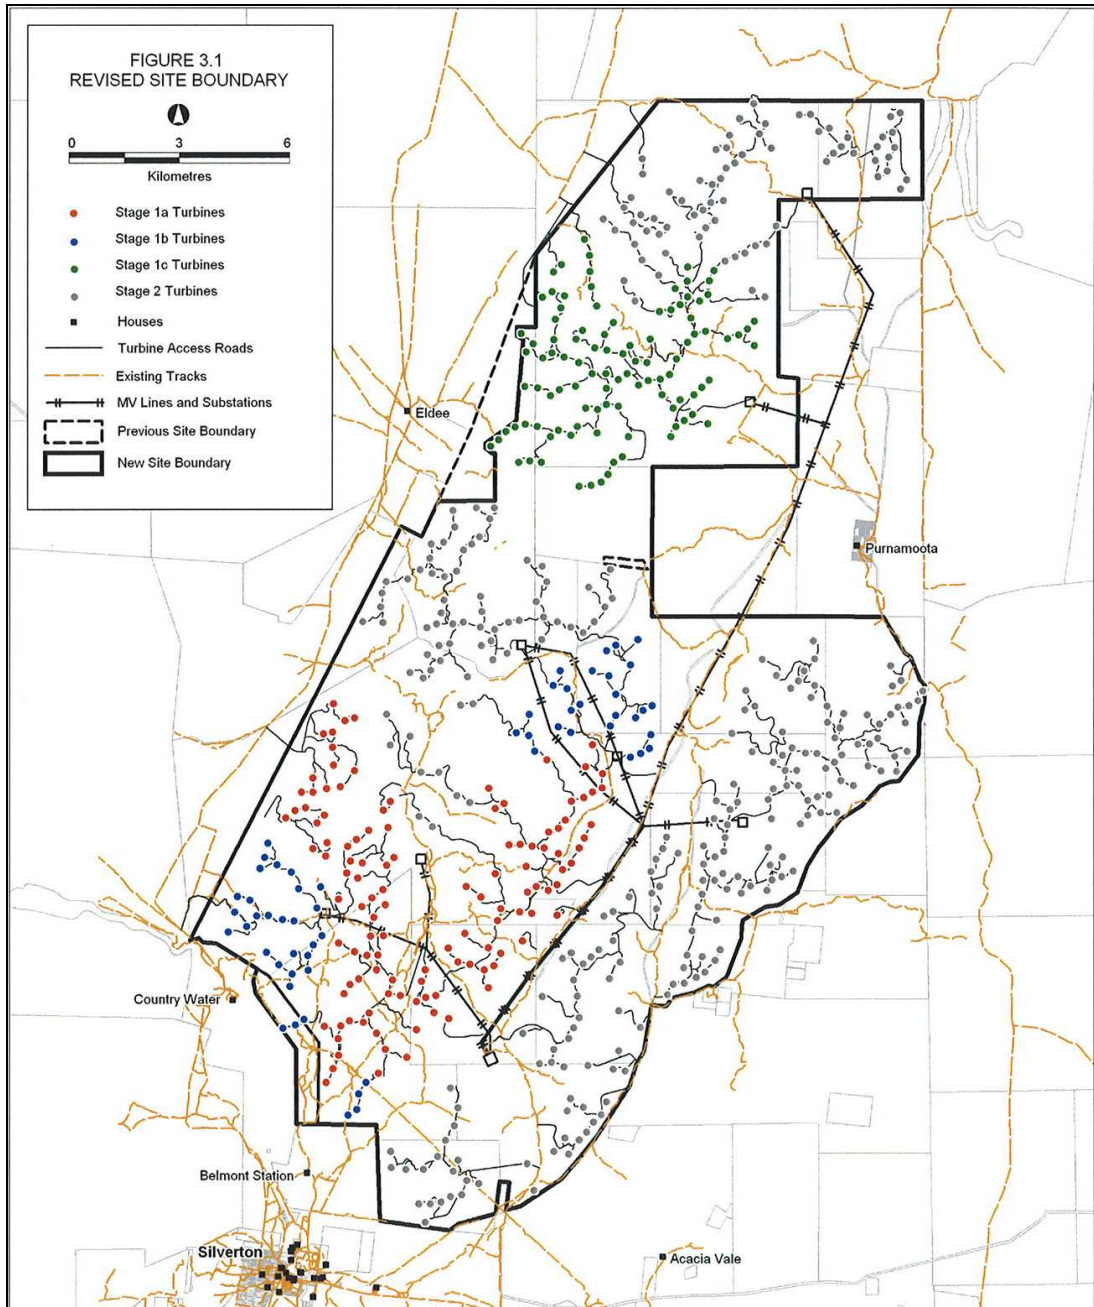 FIGURE 3.1
REVISED SITE BOUNDARY
0 3 6
Kilometres
Stage 1a Turbines
Stage 1b Turbines
Stage 1c Turbines
Stage 2 Turbines
Houses
Turbine Access Roads
Existing Tracks
MV Lines and Substations
Previous Site Boundary
New Site Boundary
Eldee
Purnamoota
Country Water
Belmont Station
Silverton
Acacia Vale